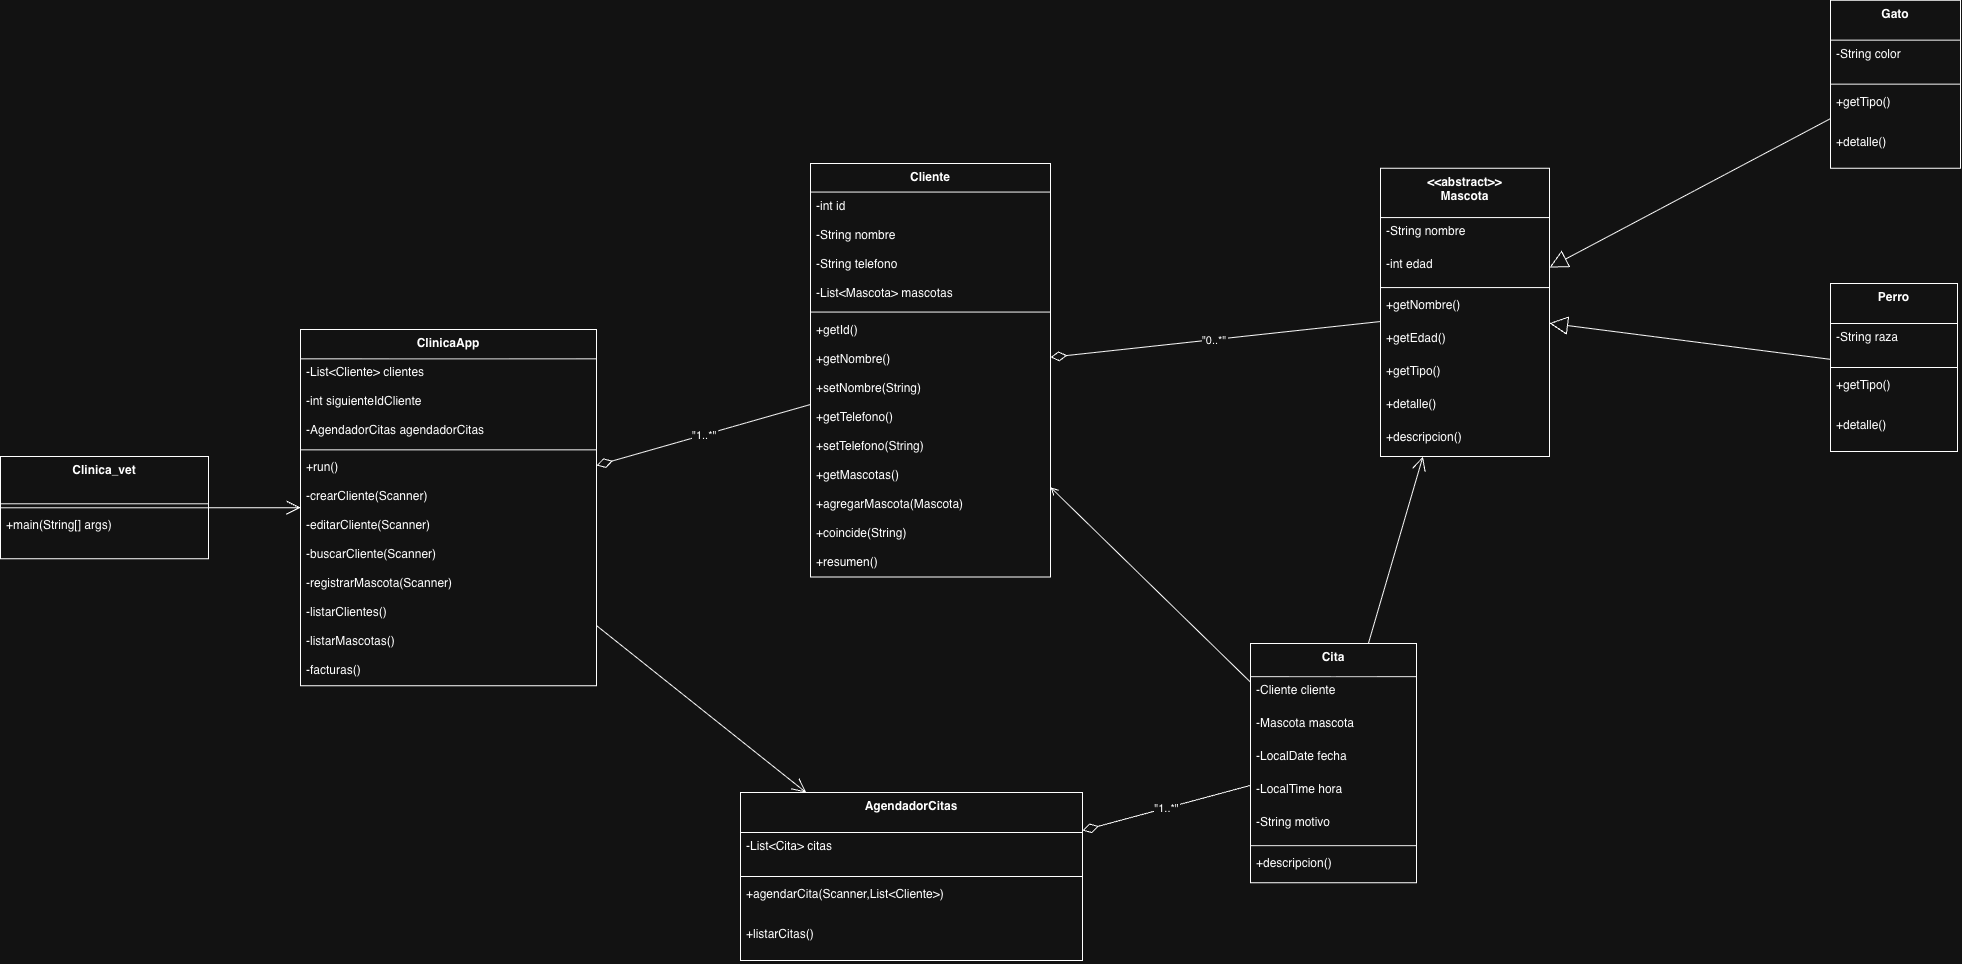 Gato
-String color
+getTipo()
+detalle()
Cliente
-int id
-String nombre
-String telefono
-List<Mascota> mascotas
+getId()
+getNombre()
+setNombre(String)
+getTelefono()
+setTelefono(String)
+getMascotas()
+agregarMascota(Mascota)
+coincide(String)
+resumen()
<<abstract>>
Mascota
-String nombre
-int edad
+getNombre()
+getEdad()
+getTipo()
+detalle()
+descripcion()
"0..*"
Perro
-String raza
+getTipo()
+detalle()
ClinicaApp
-List<Cliente> clientes
-int siguienteIdCliente
-AgendadorCitas agendadorCitas
+run()
-crearCliente(Scanner)
-editarCliente(Scanner)
-buscarCliente(Scanner)
-registrarMascota(Scanner)
-listarClientes()
-listarMascotas()
-facturas()
"1..*"
Clinica_vet
+main(String[] args)
Cita
-Cliente cliente
-Mascota mascota
-LocalDate fecha
-LocalTime hora
-String motivo
+descripcion()
AgendadorCitas
-List<Cita> citas
+agendarCita(Scanner,List<Cliente>)
+listarCitas()
"1..*"